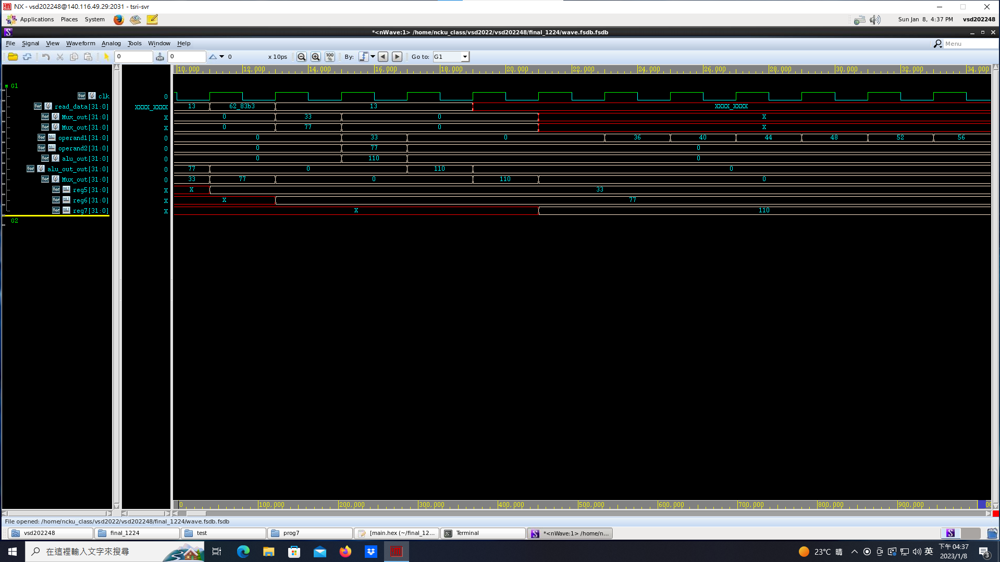 NX - vsd202248@140.116.49.29:2031 - tsri-svr
Applications Places System Sun Jan 8, 4:37 PM vsd202248
*<nWave:1> /home/ncku_class/vsd2022/vsd202248/final_1224/wave.fsdb.fsdb
File Signal View Waveform Analog Tools Window Help Menu
0 0 0 x 10ps 100 % By: Go to: G1
10,000 12,000 14,000 16,000 18,000 20,000 22,000 24,000 26,000 28,000 30,000 32,000 34,000
G1
clk 0
read_data[31:0] XXXX_XXXX 13 62_83b3 13 XXXX_XXXX
Mux_out[31:0] X 0 33 0 X
Mux_out[31:0] X 0 77 0 X
operand1[31:0] 0 0 33 0 36 40 44 48 52 56
operand2[31:0] 0 0 77 0
alu_out[31:0] 0 0 110 0
alu_out_out[31:0] 0 77 0 110 0
Mux_out[31:0] 0 33 77 0 110 0
reg5[31:0] X X 33
reg6[31:0] X X 77
reg7[31:0] X X 110
G2
0 100,000 200,000 300,000 400,000 500,000 600,000 700,000 800,000 900,000
File opened: /home/ncku_class/vsd2022/vsd202248/final_1224/wave.fsdb.fsdb
vsd202248 final_1224 test prog7 [main.hex (~/final_12... Terminal *<nWave:1> /home/n...
在這裡輸入文字來搜尋 23°C 晴 英 下午 04:37
2023/1/8 3